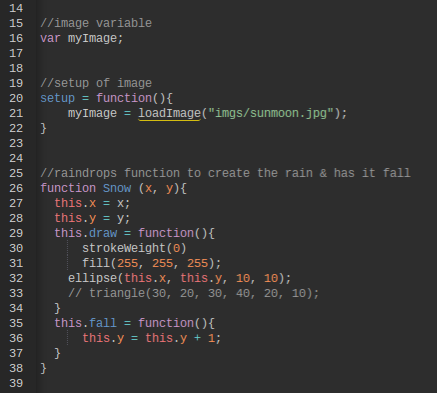 14
15 //image variable
16 var myImage;
17
18
19 //setup of image
20 setup = function(){
21     myImage = loadImage("imgs/sunmoon.jpg");
22 }
23
24
25 //raindrops function to create the rain & has it fall
26 function Snow (x, y){
27   this.x = x;
28   this.y = y;
29   this.draw = function(){
30       strokeWeight(0)
31       fill(255, 255, 255);
32     ellipse(this.x, this.y, 10, 10);
33     // triangle(30, 20, 30, 40, 20, 10);
34   }
35   this.fall = function(){
36       this.y = this.y + 1;
37   }
38 }
39